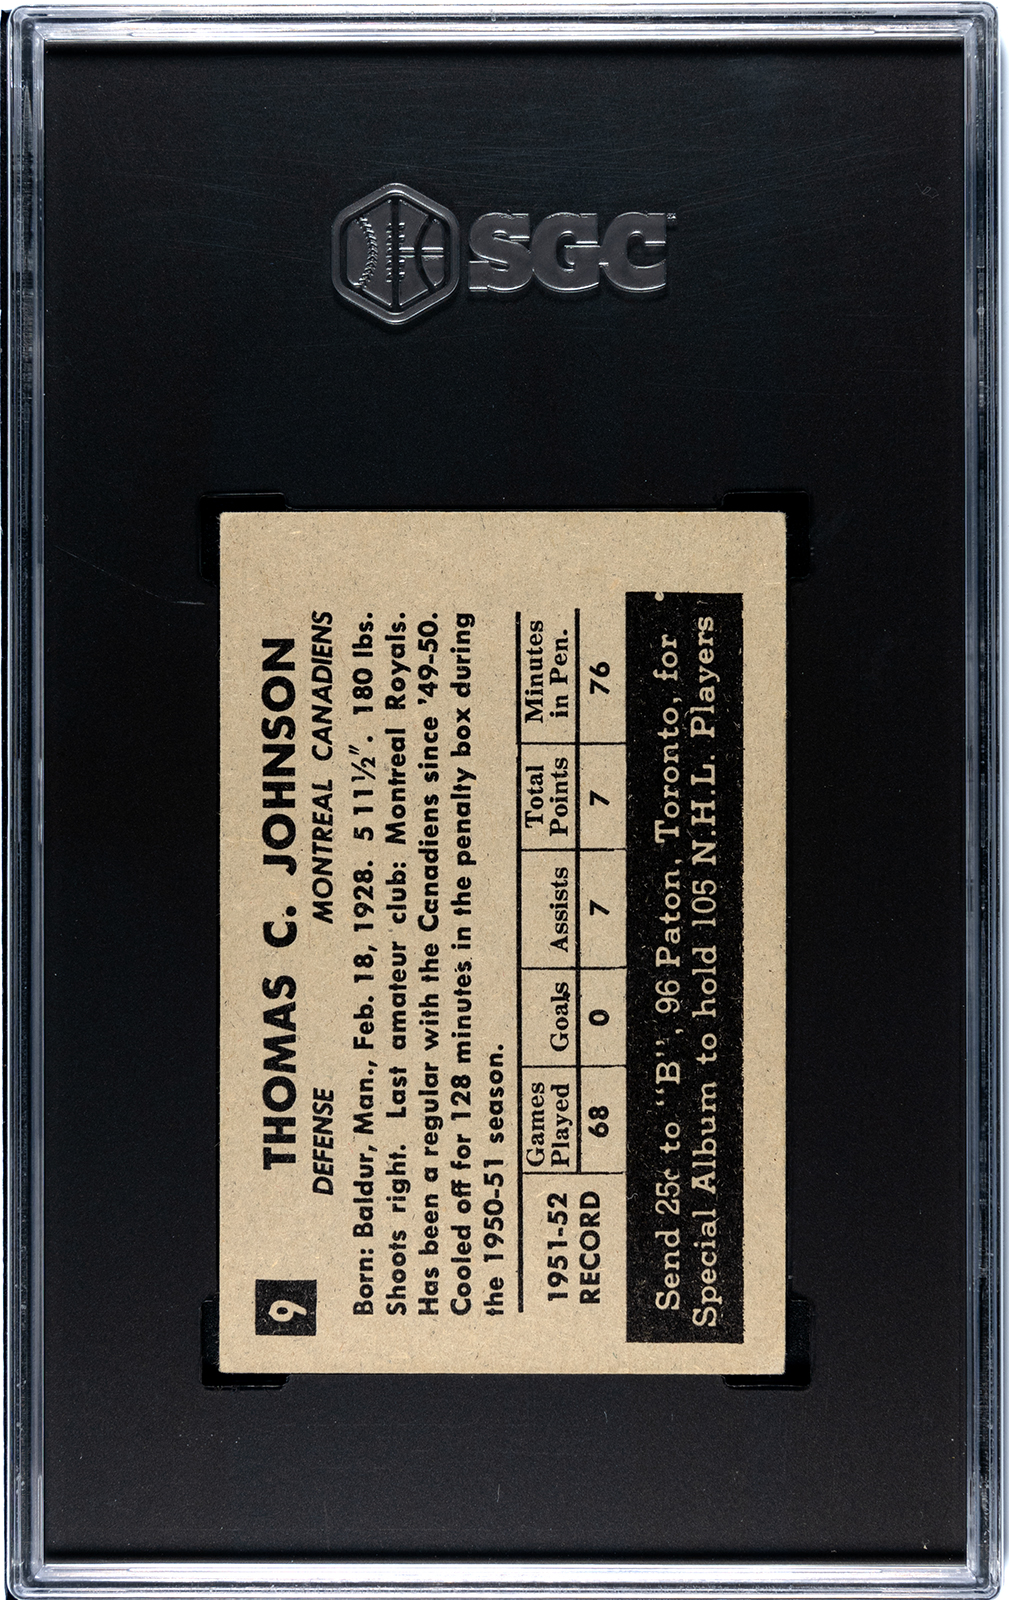 SGC
9 THOMAS C. JOHNSON
DEFENSE MONTREAL CANADIENS
Born: Baldur, Man., Feb. 18, 1928. 5 11½". 180 lbs.
Shoots right. Last amateur club: Montreal Royals.
Has been a regular with the Canadiens since '49-50.
Cooled off for 128 minutes in the penalty box during
the 1950-51 season.
1951-52 RECORD
Games Played Goals Assists Total Points Minutes in Pen.
68 0 7 7 76
Send 25c to "B", 96 Paton, Toronto, for
Special Album to hold 105 N.H.L. Players